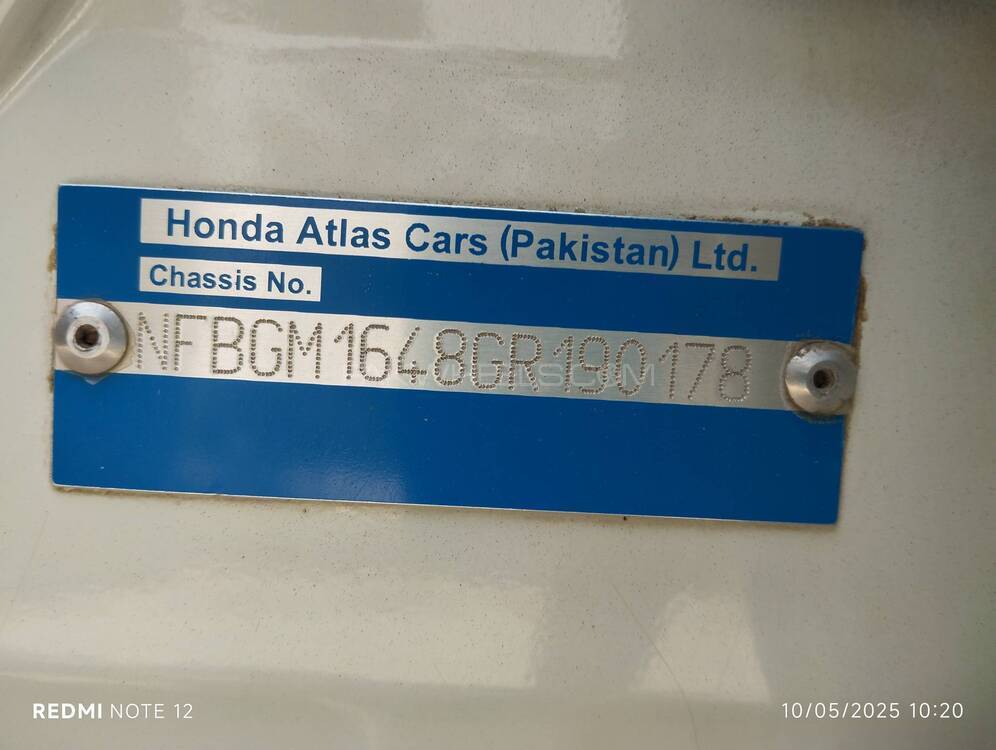 Honda Atlas Cars (Pakistan) Ltd.
Chassis No.
NFBGM1648GR190178
REDMI NOTE 12
10/05/2025 10:20